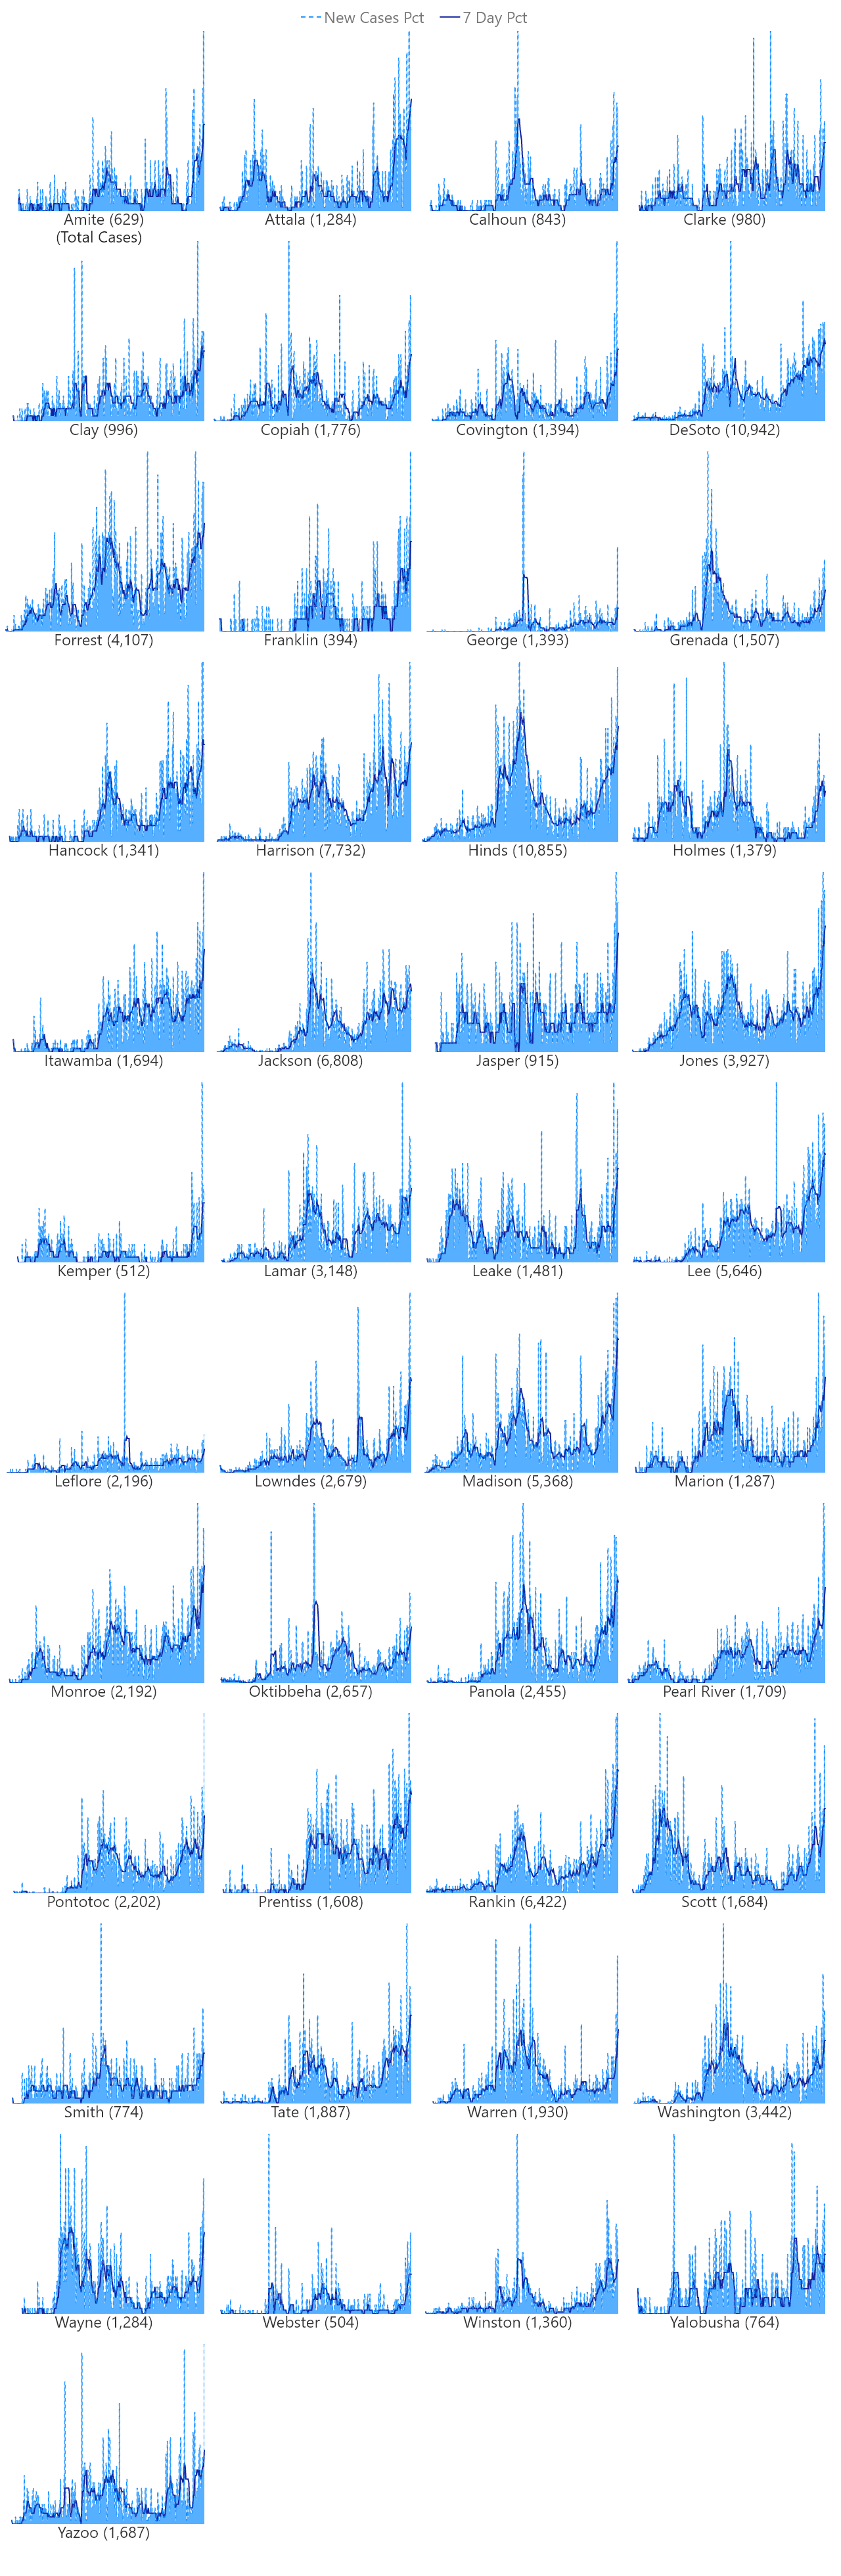 New Cases Pct 7 Day Pct
Amite (629) Attala (1,284) Calhoun (843) Clarke (980)
(Total Cases)
Clay (996) Copiah (1,776) Covington (1,394) DeSoto (10,942)
Forrest (4,107) Franklin (394) George (1,393) Grenada (1,507)
Hancock (1,341) Harrison (7,732) Hinds (10,855) Holmes (1,379)
Itawamba (1,694) Jackson (6,808) Jasper (915) Jones (3,927)
Kemper (512) Lamar (3,148) Leake (1,481) Lee (5,646)
Leflore (2,196) Lowndes (2,679) Madison (5,368) Marion (1,287)
Monroe (2,192) Oktibbeha (2,657) Panola (2,455) Pearl River (1,709)
Pontotoc (2,202) Prentiss (1,608) Rankin (6,422) Scott (1,684)
Smith (774) Tate (1,887) Warren (1,930) Washington (3,442)
Wayne (1,284) Webster (504) Winston (1,360) Yalobusha (764)
Yazoo (1,687)